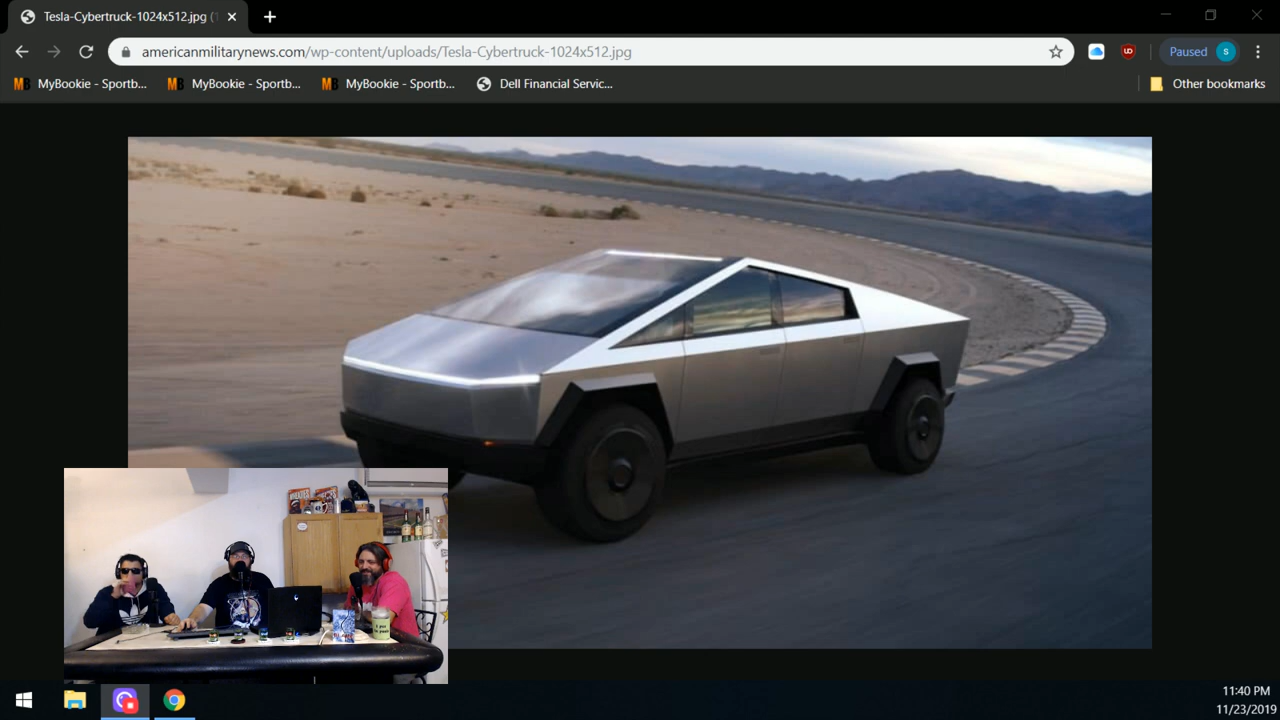 Tesla-Cybertruck-1024x512.jpg (1
americanmilitarynews.com/wp-content/uploads/Tesla-Cybertruck-1024x512.jpg
Paused
S
MyBookie - Sportb...
MyBookie - Sportb...
MyBookie - Sportb...
Dell Financial Servic...
Other bookmarks
11:40 PM
11/23/2019